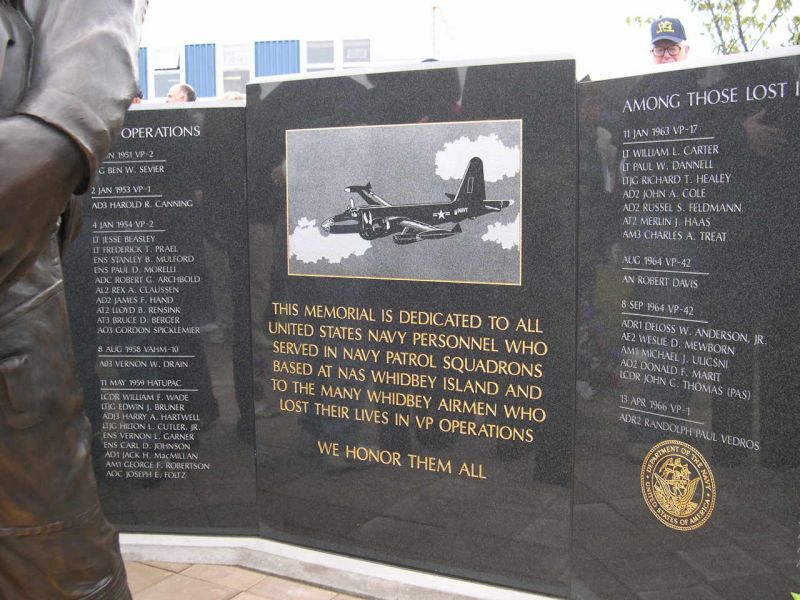 OPERATIONS
1951 VP-2
BEN W. SEVIER
JAN 1953 VP-1
AD3 HAROLD R. CANNING
4 JAN 1954 VP-2
LT JESSE BEASLEY
LT FREDERICK T. PRAEL
ENS STANLEY B. MULFORD
ENS PAUL D. MORELLI
ADC ROBERT G. ARCHBOLD
AL2 REX A. CLAUSSEN
AD2 JAMES F. HAND
AT2 LLOYD B. RENSINK
AT3 BRUCE D. BERGER
AO3 GORDON SPICKLEMIER
8 AUG 1958 VAHM-10
AO3 VERNON W. DRAIN
11 MAY 1959 HATUPAC
LCDR WILLIAM F. WADE
LTJG EDWIN J. BRUNER
ADJ3 HARRY A. HARTWELL
LTJG HILTON L. CUTLER, JR.
ENS VERNON L. GARNER
ENS CARL D. JOHNSON
AD1 JACK H. MacMILLAN
AM1 GEORGE F. ROBERTSON
AOC JOSEPH E. FOLTZ
NAVY
THIS MEMORIAL IS DEDICATED TO ALL
UNITED STATES NAVY PERSONNEL WHO
SERVED IN NAVY PATROL SQUADRONS
BASED AT NAS WHIDBEY ISLAND AND
TO THE MANY WHIDBEY AIRMEN WHO
LOST THEIR LIVES IN VP OPERATIONS
WE HONOR THEM ALL
AMONG THOSE LOST
11 JAN 1963 VP-17
LT WILLIAM L. CARTER
LT PAUL W. DANNELL
LTJG RICHARD T. HEALEY
AD2 JOHN A. COLE
AD2 RUSSEL S. FELDMANN
AT2 MERLIN J. HAAS
AM3 CHARLES A. TREAT
AUG 1964 VP-42
AN ROBERT DAVIS
8 SEP 1964 VP-42
ADR1 DELOSS W. ANDERSON, JR.
AE2 WESLIE D. MEWBORN
AM1 MICHAEL J. ULICSNI
AO2 DONALD F. MARIT
LCDR JOHN C. THOMAS (PAS)
13 APR 1966 VP-1
ADR2 RANDOLPH PAUL VEDROS
DEPARTMENT OF THE NAVY
UNITED STATES OF AMERICA